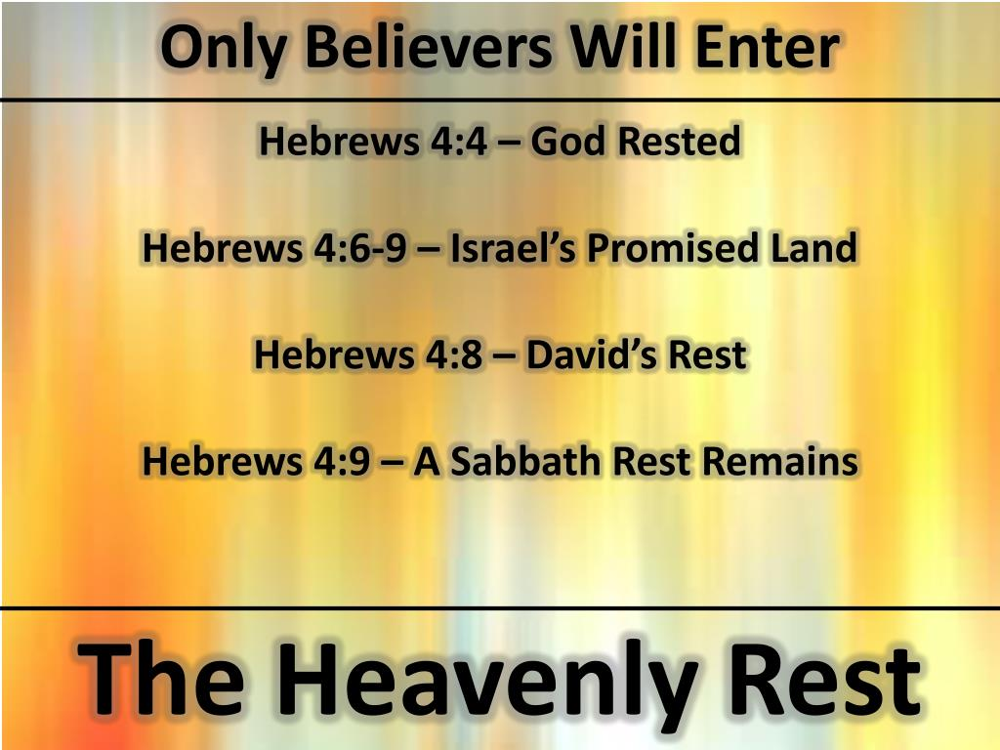 Only Believers Will Enter
Hebrews 4:4 – God Rested
Hebrews 4:6-9 – Israel’s Promised Land
Hebrews 4:8 – David’s Rest
Hebrews 4:9 – A Sabbath Rest Remains
The Heavenly Rest